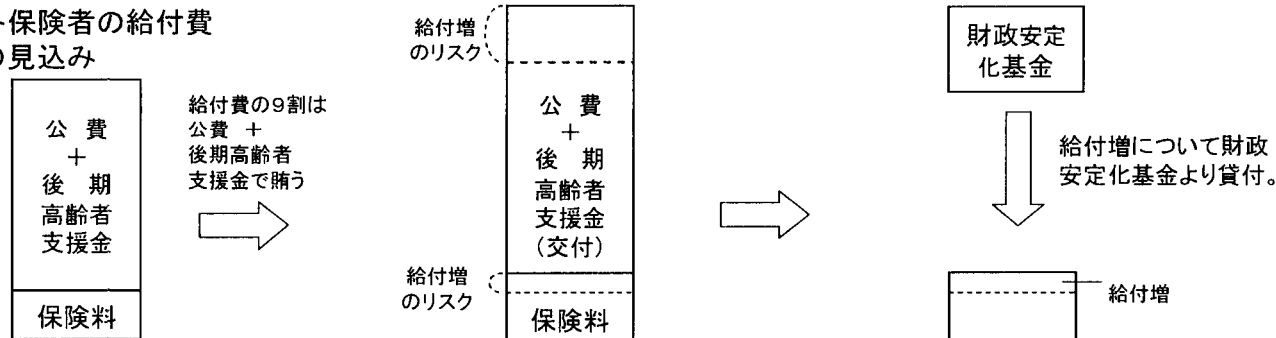 保険者の給付費
の見込み
公 費
+
後 期
高齢者
支援金
保険料
給付費の9割は
公費 +
後期高齢者
支援金で賄う
給付増
のリスク
公 費
+
後 期
高齢者
支援金
(交付)
給付増
のリスク
保険料
財政安定
化基金
給付増について財政
安定化基金より貸付。
給付増